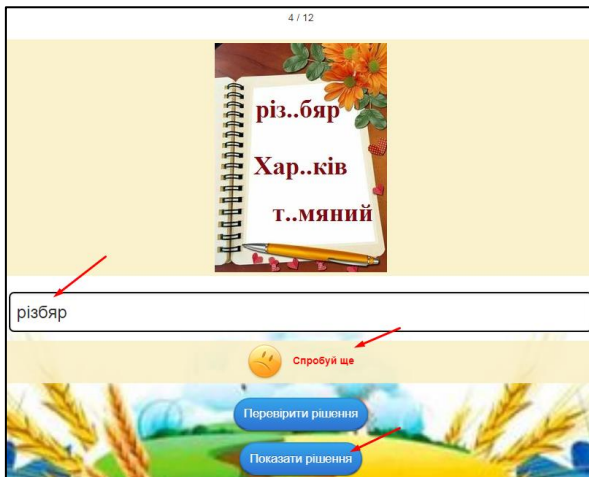 4 / 12
різ..бяр
Хар..ків
т..мяний
різбяр
Спробуй ще
Перевірити рішення
Показати рішення